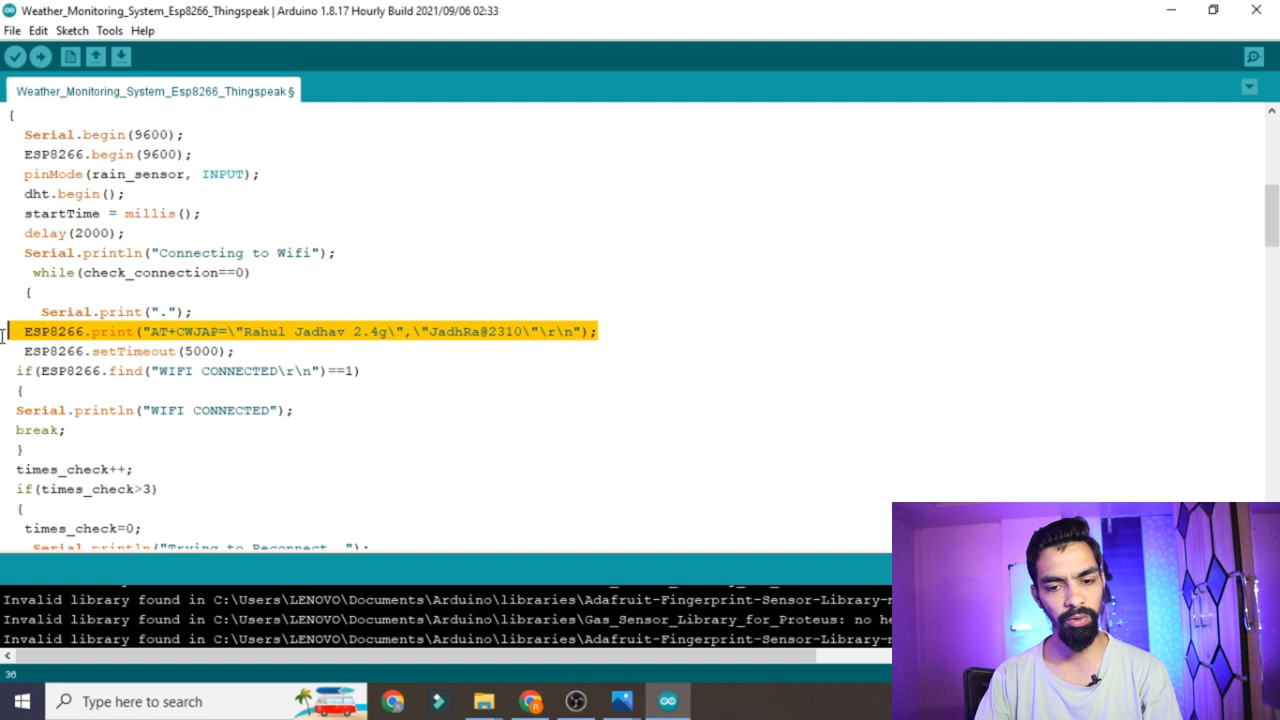 Weather_Monitoring_System_Esp8266_Thingspeak | Arduino 1.8.17 Hourly Build 2021/09/06 02:33
File Edit Sketch Tools Help
Weather_Monitoring_System_Esp8266_Thingspeak §
{
Serial.begin(9600);
ESP8266.begin(9600);
pinMode(rain_sensor, INPUT);
dht.begin();
startTime = millis();
delay(2000);
Serial.println("Connecting to Wifi");
while(check_connection==0)
{
Serial.print(".");
ESP8266.print("AT+CWJAP=\"Rahul Jadhav 2.4g\",\"JadhRa@2310\"\r\n");
ESP8266.setTimeout(5000);
if(ESP8266.find("WIFI CONNECTED\r\n")==1)
{
Serial.println("WIFI CONNECTED");
break;
}
times_check++;
if(times_check>3)
{
times_check=0;
Serial.println("Trying to Reconnect..");
Invalid library found in C:\Users\LENOVO\Documents\Arduino\libraries\Adafruit-Fingerprint-Sensor-Library-m
Invalid library found in C:\Users\LENOVO\Documents\Arduino\libraries\Gas_Sensor_Library_for_Proteus: no he
Invalid library found in C:\Users\LENOVO\Documents\Arduino\libraries\Adafruit-Fingerprint-Sensor-Library-m
36
Type here to search